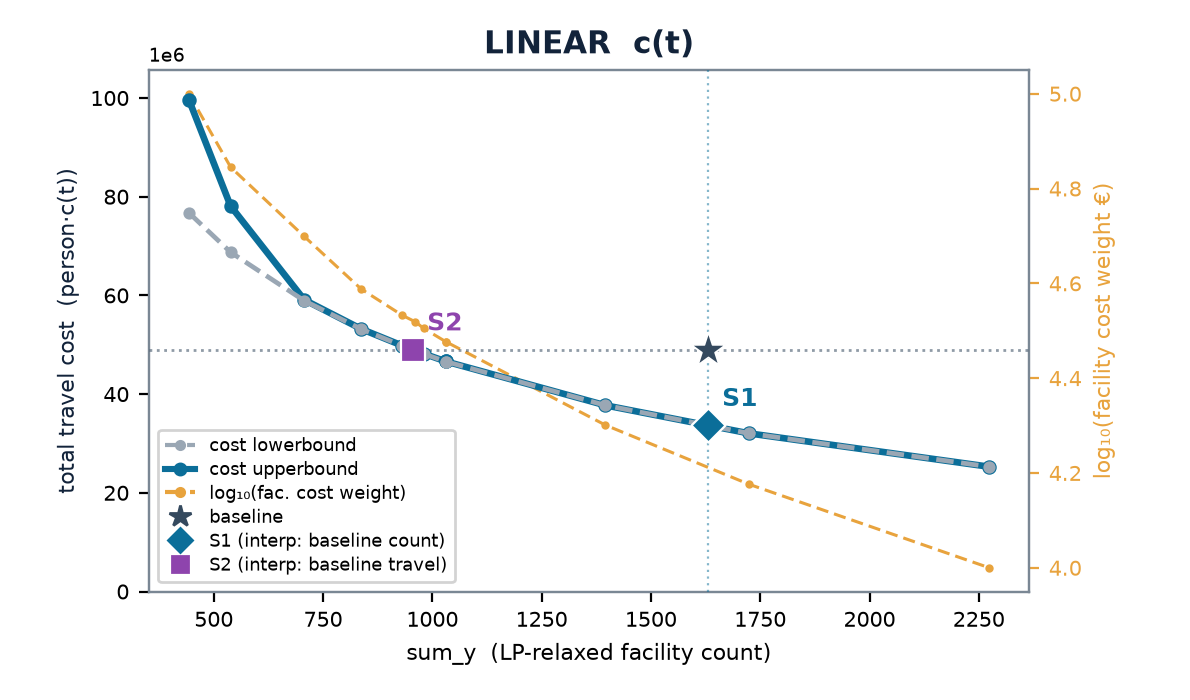 LINEAR  c(t)
1e6
100
80
60
40
20
0
total travel cost  (person·c(t))
5.0
4.8
4.6
4.4
4.2
4.0
log₁₀(facility cost weight €)
S2
S1
cost lowerbound
cost upperbound
log₁₀(fac. cost weight)
baseline
S1 (interp: baseline count)
S2 (interp: baseline travel)
500 750 1000 1250 1500 1750 2000 2250
sum_y  (LP-relaxed facility count)